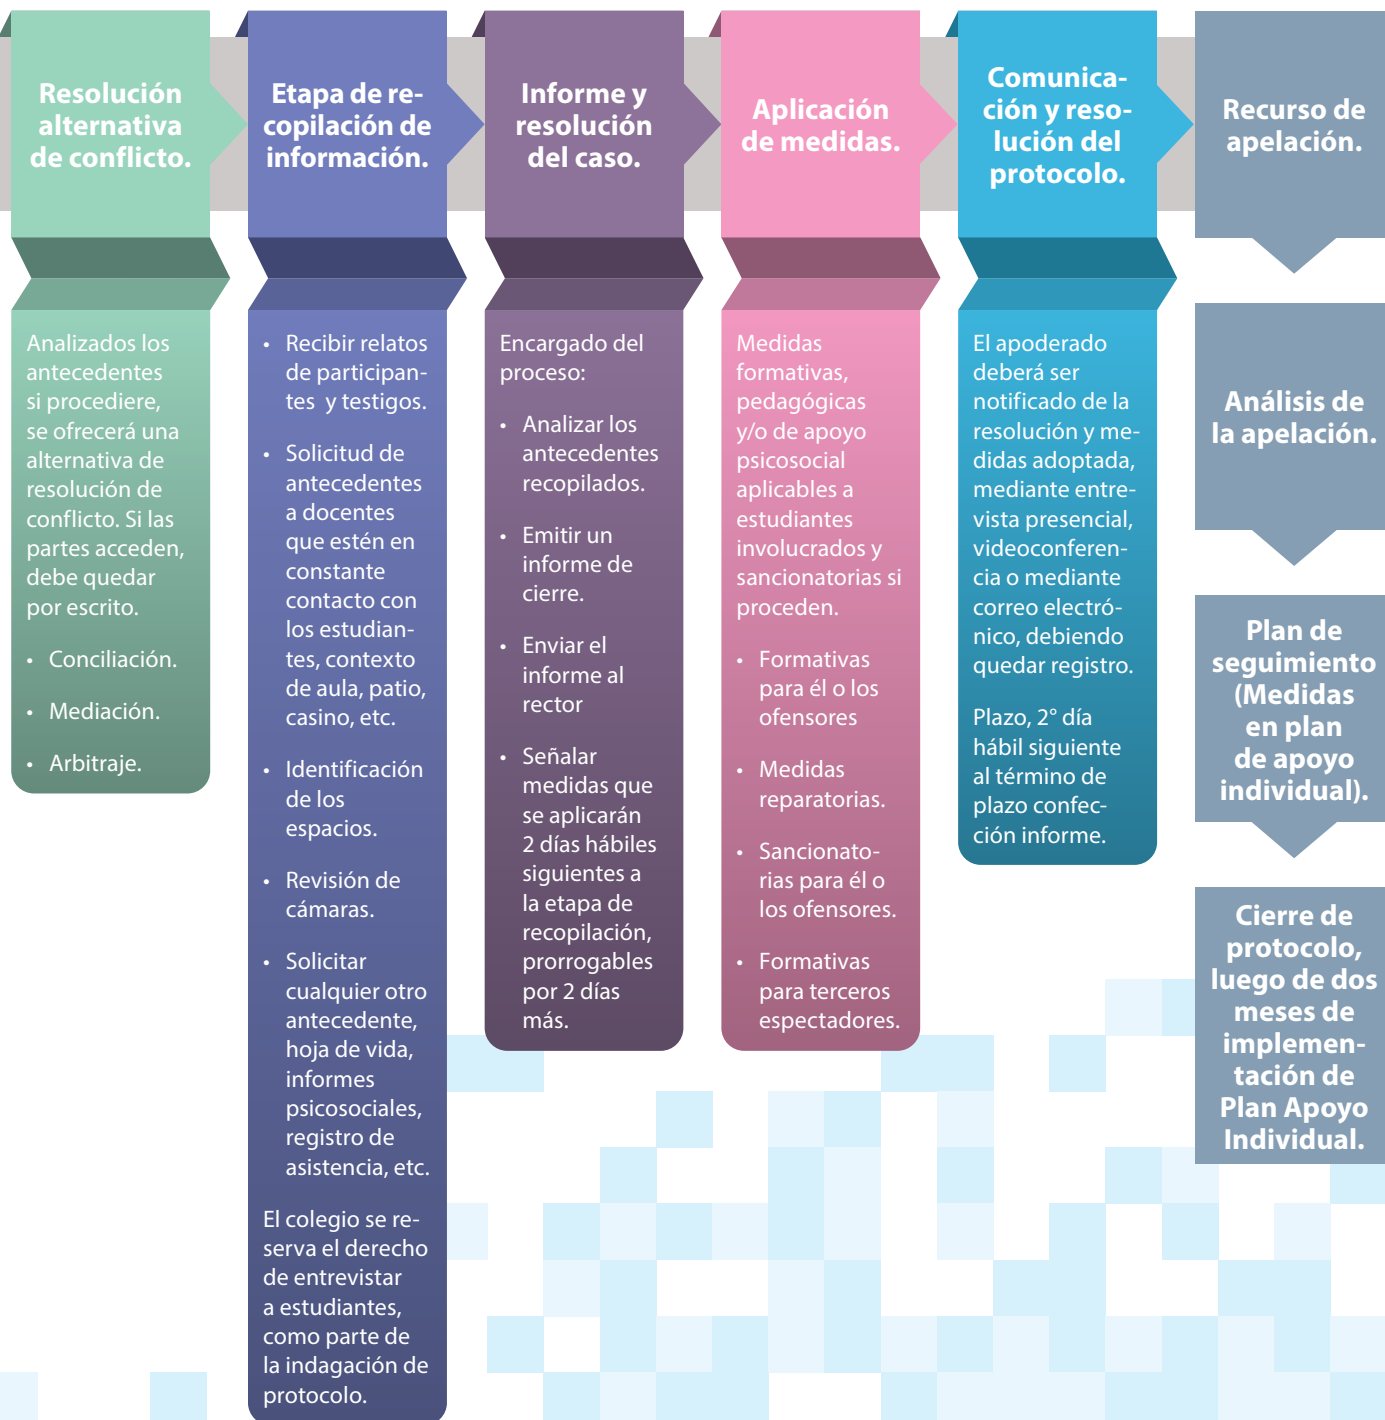 Resolución
alternativa
de conflicto.
Analizados los
antecedentes
si procediere,
se ofrecerá una
alternativa de
resolución de
conflicto. Si las
partes acceden,
debe quedar
por escrito.
• Conciliación.
• Mediación.
• Arbitraje.
Etapa de re-
copilación de
información.
• Recibir relatos
de participan-
tes y testigos.
• Solicitud de
antecedentes
a docentes
que estén en
constante
contacto con
los estudian-
tes, contexto
de aula, patio,
casino, etc.
• Identificación
de los
espacios.
• Revisión de
cámaras.
• Solicitar
cualquier otro
antecedente,
hoja de vida,
informes
psicosociales,
registro de
asistencia, etc.
El colegio se re-
serva el derecho
de entrevistar
a estudiantes,
como parte de
la indagación de
protocolo.
Informe y
resolución
del caso.
Encargado del
proceso:
• Analizar los
antecedentes
recopilados.
• Emitir un
informe de
cierre.
• Enviar el
informe al
rector
• Señalar
medidas que
se aplicarán
2 días hábiles
siguientes a
la etapa de
recopilación,
prorrogables
por 2 días
más.
Aplicación
de medidas.
Medidas
formativas,
pedagógicas
y/o de apoyo
psicosocial
aplicables a
estudiantes
involucrados y
sancionatorias si
proceden.
• Formativas
para él o los
ofensores
• Medidas
reparatorias.
• Sancionato-
rias para él o
los ofensores.
• Formativas
para terceros
espectadores.
Comunica-
ción y reso-
lución del
protocolo.
El apoderado
deberá ser
notificado de la
resolución y me-
didas adoptada,
mediante entre-
vista presencial,
videoconferen-
cia o mediante
correo electró-
nico, debiendo
quedar registro.
Plazo, 2° día
hábil siguiente
al término de
plazo confec-
ción informe.
Recurso de
apelación.
Análisis de
la apelación.
Plan de
seguimiento
(Medidas
en plan
de apoyo
individual).
Cierre de
protocolo,
luego de dos
meses de
implemen-
tación de
Plan Apoyo
Individual.